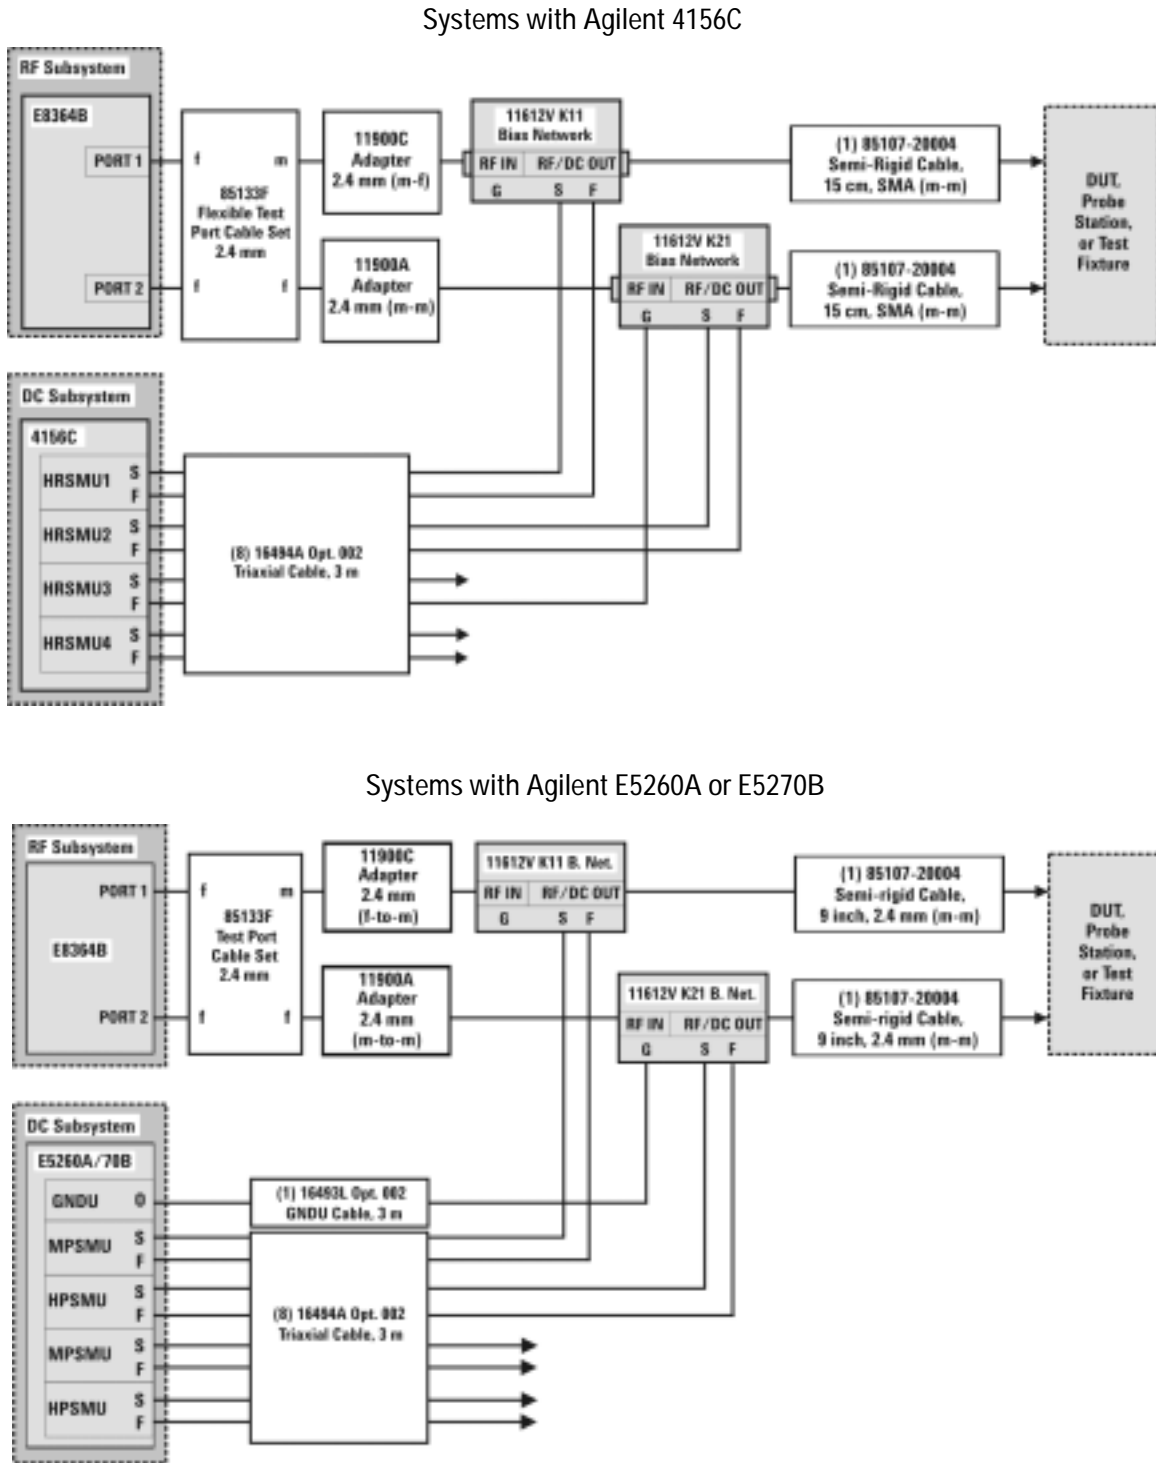 Systems with Agilent 4156C
RF Subsystem
E8364B
PORT 1
PORT 2
f
m
85133F
Flexible Test
Port Cable Set
2.4 mm
f
f
11900C
Adapter
2.4 mm (m-f)
11900A
Adapter
2.4 mm (m-m)
11612V K11
Bias Network
RF IN
RF/DC OUT
G
S
F
11612V K21
Bias Network
RF IN
RF/DC OUT
G
S
F
(1) 85107-20004
Semi-Rigid Cable,
15 cm, SMA (m-m)
(1) 85107-20004
Semi-Rigid Cable,
15 cm, SMA (m-m)
DUT,
Probe
Station,
or Test
Fixture
DC Subsystem
4156C
HRSMU1
S
F
HRSMU2
S
F
HRSMU3
S
F
HRSMU4
S
F
(8) 16494A Opt. 002
Triaxial Cable, 3 m
Systems with Agilent E5260A or E5270B
RF Subsystem
PORT 1
E8364B
PORT 2
f
m
85133F
Test Port
Cable Set
2.4 mm
f
f
11900C
Adapter
2.4 mm
(f-to-m)
11900A
Adapter
2.4 mm
(m-to-m)
11612V K11 B. Net.
RF IN
RF/DC OUT
G
S
F
11612V K21 B. Net.
RF IN
RF/DC OUT
G
S
F
(1) 85107-20004
Semi-rigid Cable,
9 inch, 2.4 mm (m-m)
(1) 85107-20004
Semi-rigid Cable,
9 inch, 2.4 mm (m-m)
DUT,
Probe
Station,
or Test
Fixture
DC Subsystem
E5260A/70B
GNDU
O
MPSMU
S
F
HPSMU
S
F
MPSMU
S
F
HPSMU
S
F
(1) 16493L Opt. 002
GNDU Cable, 3 m
(8) 16494A Opt. 002
Triaxial Cable, 3 m